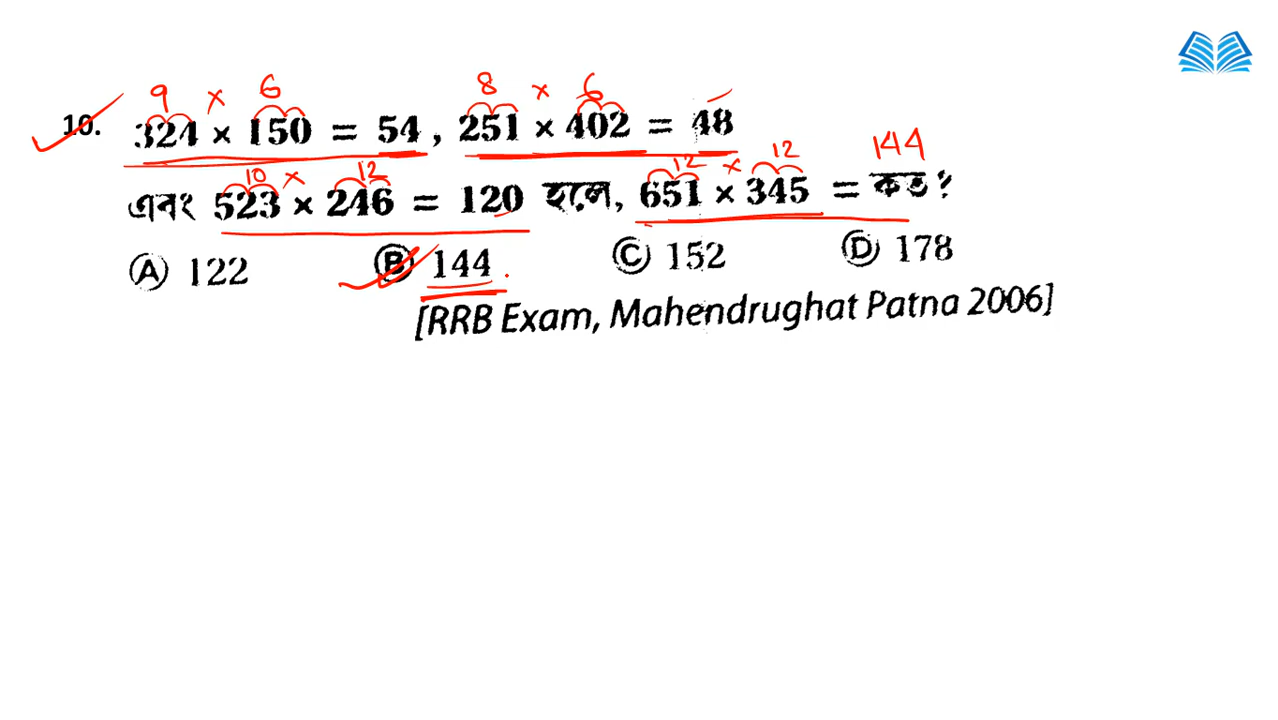 9 × 6 8 × 6
10. 324 × 150 = 54, 251 × 402 = 48
10 × 12 12 × 12 144
এবং 523 × 246 = 120 হলে, 651 × 345 = কত?
Ⓐ 122 Ⓑ 144 Ⓒ 152 Ⓓ 178
[RRB Exam, Mahendrughat Patna 2006]